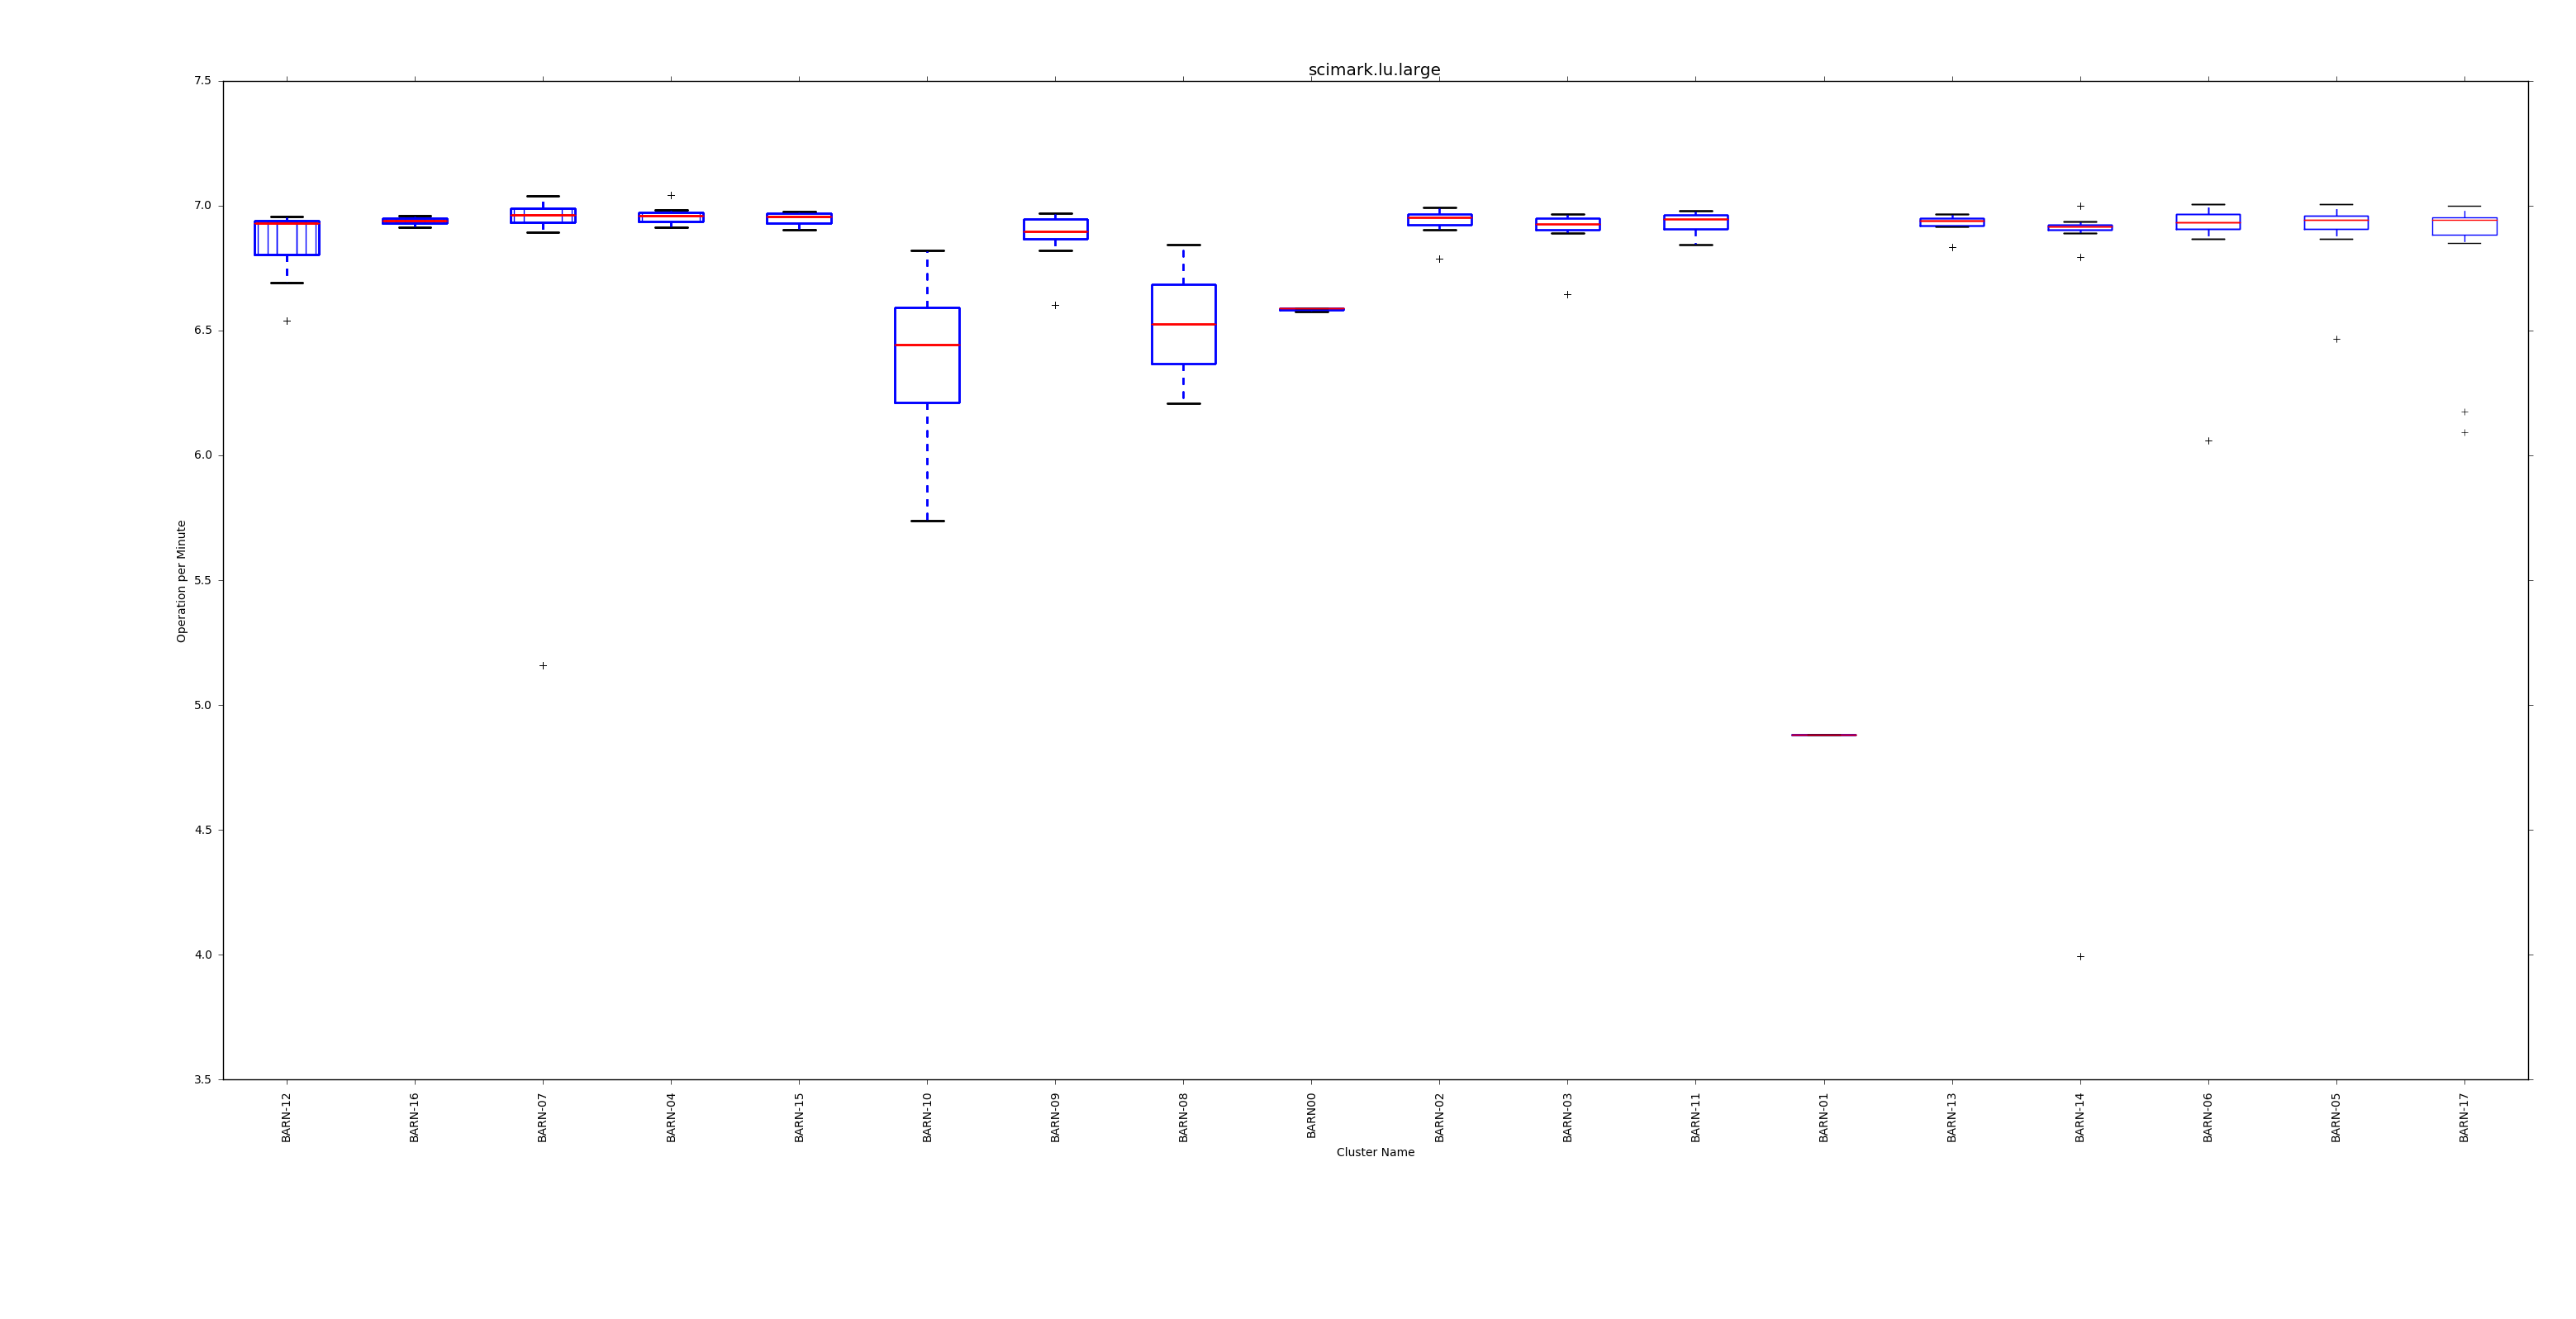 scimark.lu.large
7.5
7.0
6.5
6.0
5.5
5.0
4.5
4.0
3.5
Operation per Minute
BARN-12
BARN-16
BARN-07
BARN-04
BARN-15
BARN-10
BARN-09
BARN-08
BARN00
BARN-02
BARN-03
BARN-11
BARN-01
BARN-13
BARN-14
BARN-06
BARN-05
BARN-17
Cluster Name